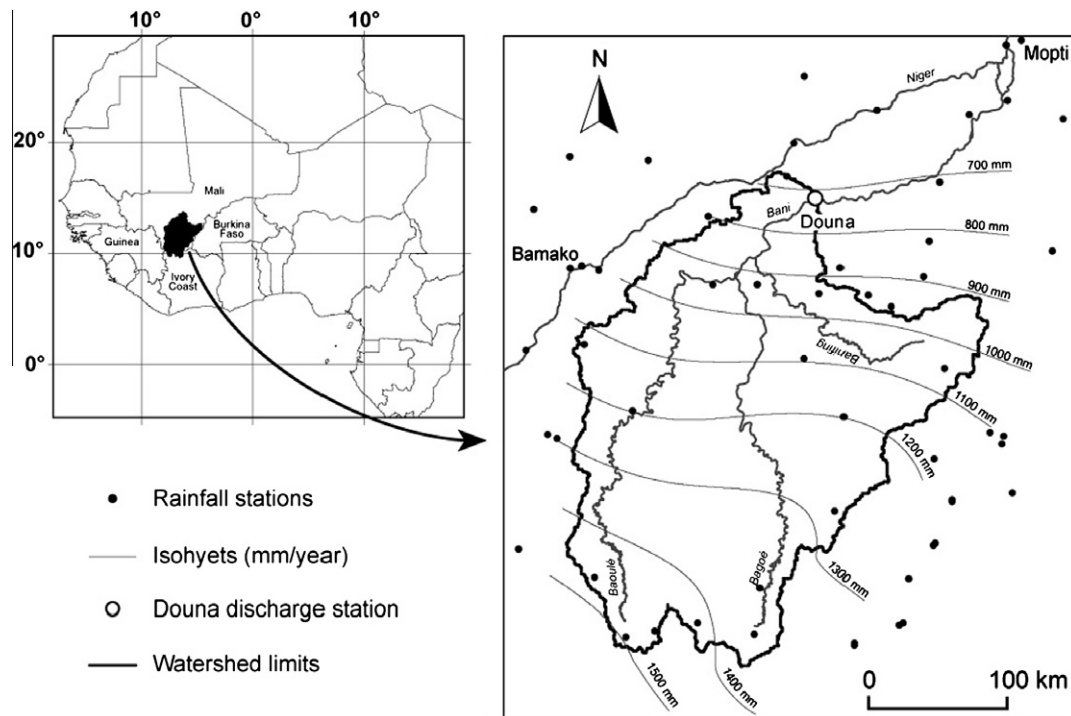 10° 0° 10°
20°
10°
0°
Mali
Guinea
Burkina
Faso
Ivory
Coast
Rainfall stations
Isohyets (mm/year)
Douna discharge station
Watershed limits
N
Niger
Mopti
700 mm
Bani
Douna
800 mm
Bamako
900 mm
Banifing
1000 mm
1100 mm
1200 mm
Baoulé
Bagoé
1300 mm
1500 mm
1400 mm
0 100 km